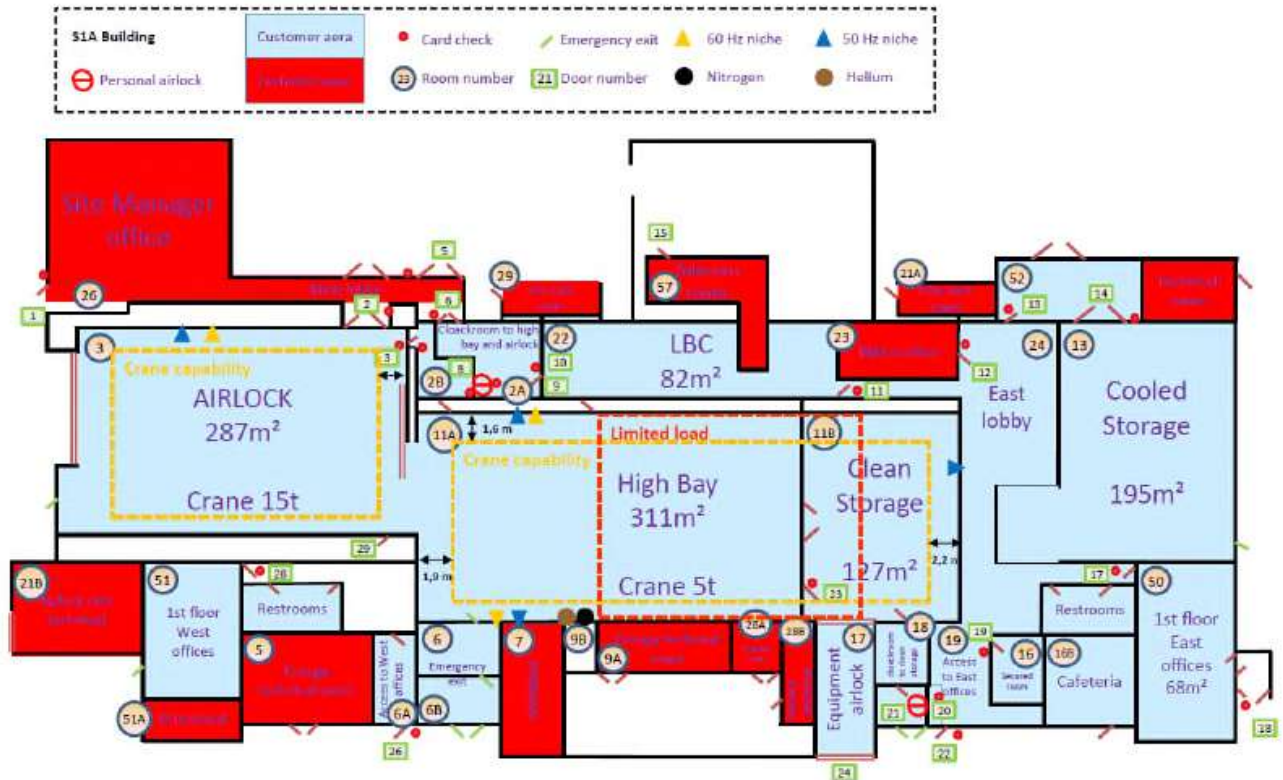 S1A Building
Customer aera
Card check
Emergency exit
60 Hz niche
50 Hz niche
Personal airlock
23
Room number
21
Door number
Nitrogen
Helium
Site Manager
office
26
1
2
5
6
3
Crane capability
AIRLOCK
287m²
Crane 15t
3
29
Cloackroom to high
bay and airlock
8
2B
2A
10
9
22
LBC
82m²
15
57
21A
23
11
12
52
13
14
24
East
lobby
13
Cooled
Storage
195m²
11A
1,6 m
Crane capability
Limited load
High Bay
311m²
Crane 5t
1,9 m
11B
Clean
Storage
127m²
2,2 m
23
29
21B
51
1st floor
West
offices
51A
28
Restrooms
5
Access to West
offices
6A
26
6
Emergency
exit
6B
7
9B
9A
28A
28B
17
Equipment
airlock
24
18
21
19
19
Access
to East
offices
20
22
16
Secured
room
16B
Cafeteria
Restrooms
17
50
1st floor
East
offices
68m²
18